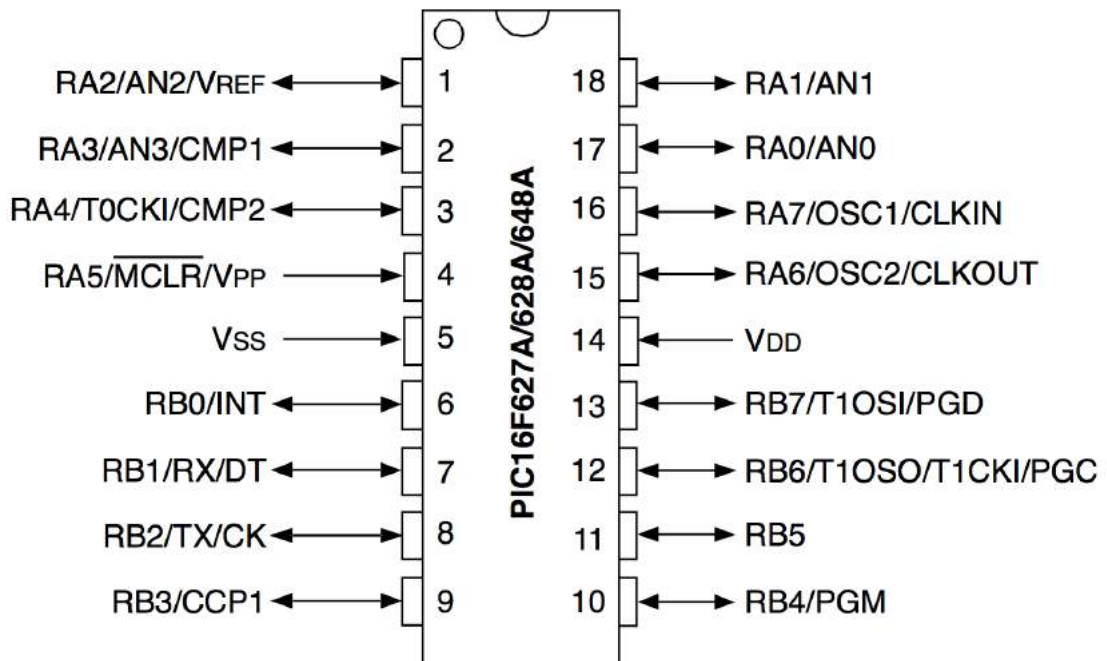 RA2/AN2/VREF 1 18 RA1/AN1
RA3/AN3/CMP1 2 17 RA0/AN0
RA4/T0CKI/CMP2 3 16 RA7/OSC1/CLKIN
RA5/MCLR/VPP 4 15 RA6/OSC2/CLKOUT
VSS 5 14 VDD
RB0/INT 6 13 RB7/T1OSI/PGD
RB1/RX/DT 7 12 RB6/T1OSO/T1CKI/PGC
RB2/TX/CK 8 11 RB5
RB3/CCP1 9 10 RB4/PGM
PIC16F627A/628A/648A